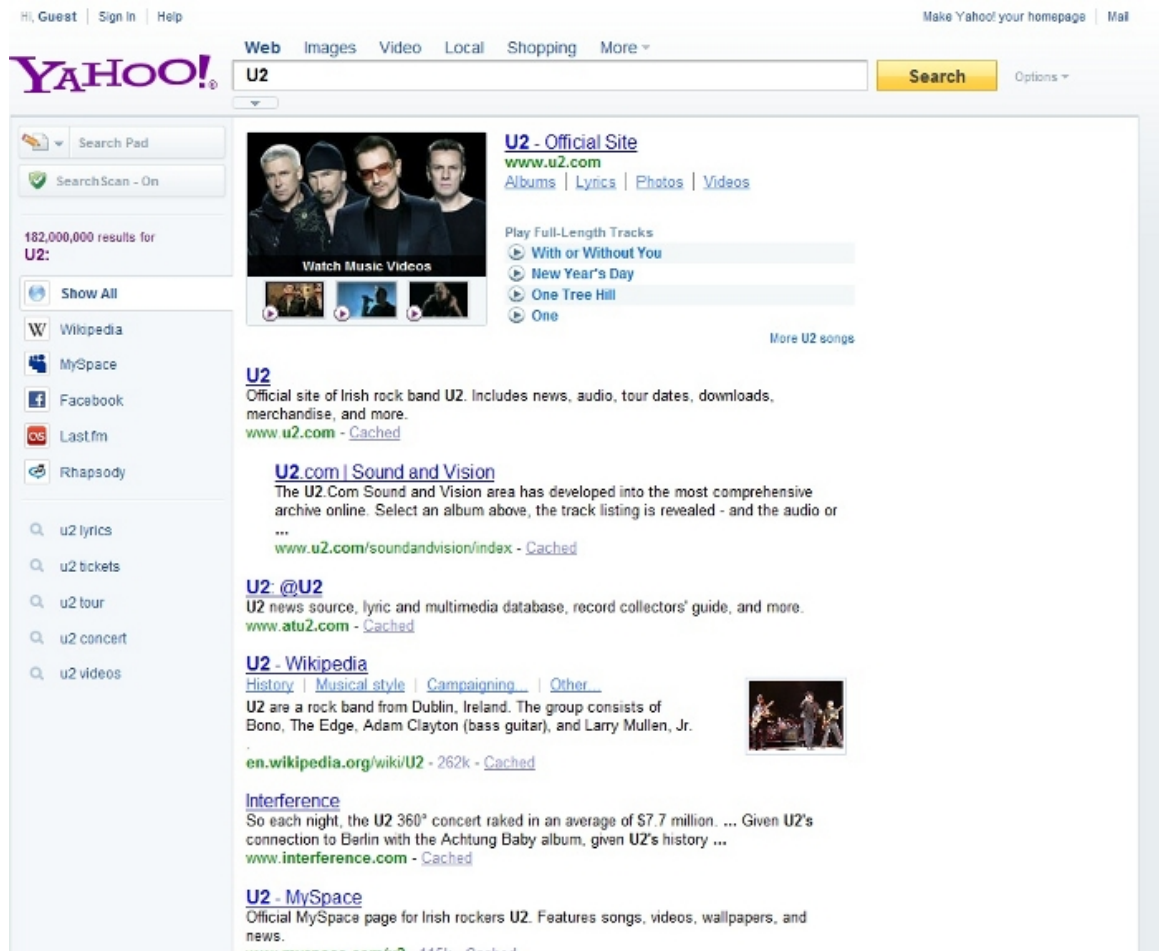 Hi, Guest | Sign In | Help
Make Yahoo! your homepage | Mail
Web Images Video Local Shopping More
YAHOO!®
U2
Search
Options
Search Pad
SearchScan - On
182,000,000 results for
U2:
Show All
Wikipedia
MySpace
Facebook
Last.fm
Rhapsody
u2 lyrics
u2 tickets
u2 tour
u2 concert
u2 videos
Watch Music Videos
U2 - Official Site
www.u2.com
Albums | Lyrics | Photos | Videos
Play Full-Length Tracks
With or Without You
New Year's Day
One Tree Hill
One
More U2 songs
U2
Official site of Irish rock band U2. Includes news, audio, tour dates, downloads,
merchandise, and more.
www.u2.com - Cached
U2.com | Sound and Vision
The U2.Com Sound and Vision area has developed into the most comprehensive
archive online. Select an album above, the track listing is revealed - and the audio or
...
www.u2.com/soundandvision/index - Cached
U2: @U2
U2 news source, lyric and multimedia database, record collectors' guide, and more.
www.atu2.com - Cached
U2 - Wikipedia
History | Musical style | Campaigning... | Other...
U2 are a rock band from Dublin, Ireland. The group consists of
Bono, The Edge, Adam Clayton (bass guitar), and Larry Mullen, Jr.
.
en.wikipedia.org/wiki/U2 - 262k - Cached
Interference
So each night, the U2 360° concert raked in an average of $7.7 million. ... Given U2's
connection to Berlin with the Achtung Baby album, given U2's history ...
www.interference.com - Cached
U2 - MySpace
Official MySpace page for Irish rockers U2. Features songs, videos, wallpapers, and
news.